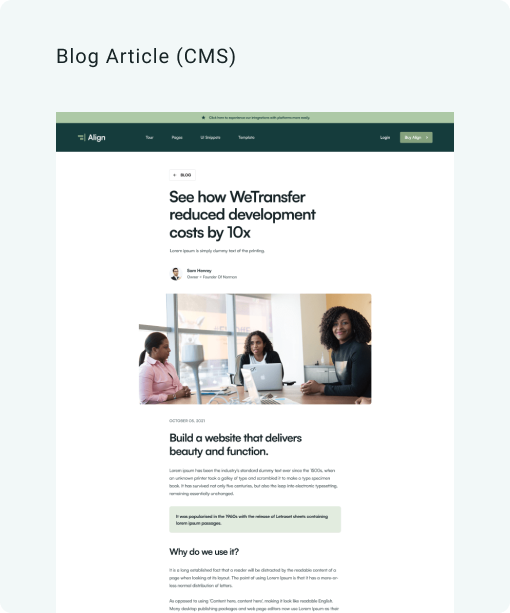 Blog Article (CMS)
Click here to experience our integrations with platforms more easily.
Align
Tour
Pages
UI Snippets
Template
Login
Buy Align
BLOG
See how WeTransfer
reduced development
costs by 10x
Lorem ipsum is simply dummy text of the printing.
Sam Henrey
Owner + Founder Of
OCTOBER 05, 2021
Build a website that delivers
beauty and function.
Lorem ipsum has been the industry's standard dummy text ever since the 1500s, when
an unknown printer took a galley of type and scrambled it to make a type specimen
book. It has survived not only five centuries, but also the leap into electronic typesetting,
remaining essentially unchanged.
It was popularised in the 1960s with the release of Letraset sheets containing
lorem ipsum passages.
Why do we use it?
It is a long established fact that a reader will be distracted by the readable content of a
page when looking at its layout. The point of using Lorem Ipsum is that it has a more-or-
less normal distribution of letters.
As opposed to using 'Content here, content here', making it look like readable English.
Many desktop publishing packages and web page editors now use Lorem Ipsum as their